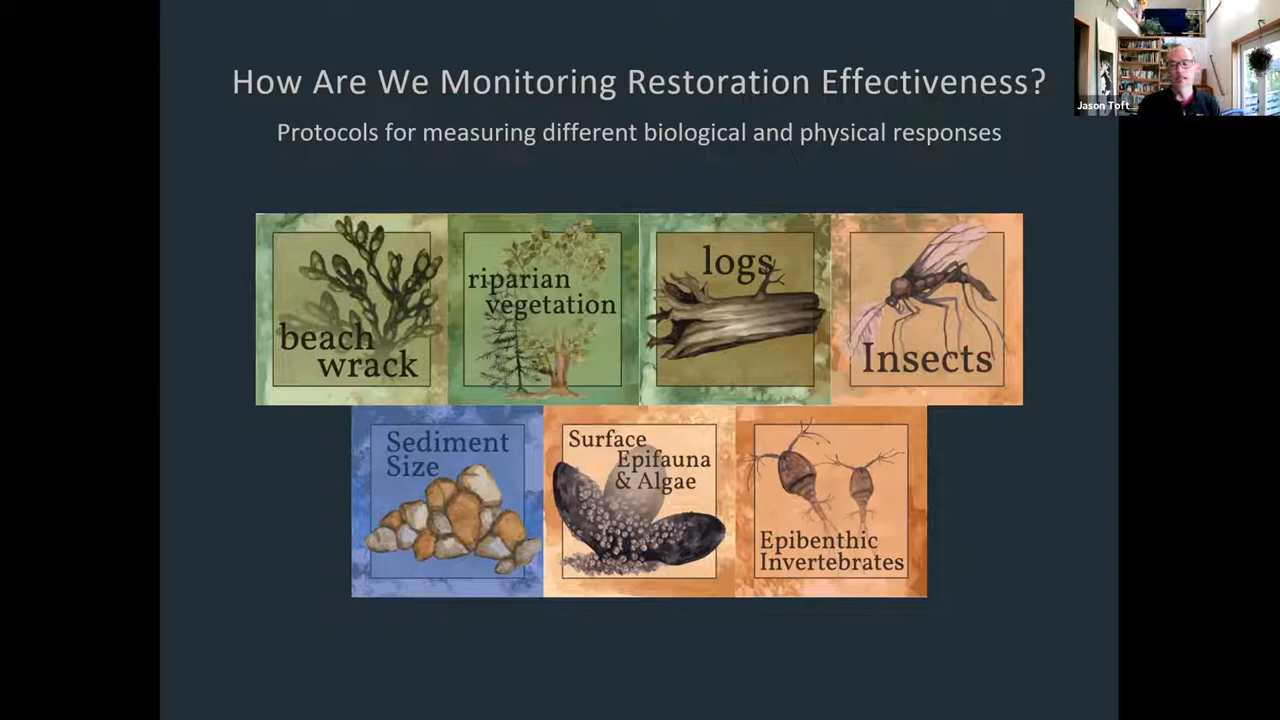 How Are We Monitoring Restoration Effectiveness?
Protocols for measuring different biological and physical responses
Jason Toft
beach
wrack
riparian
vegetation
logs
Insects
Sediment
Size
Surface
Epifauna
& Algae
Epibenthic
Invertebrates